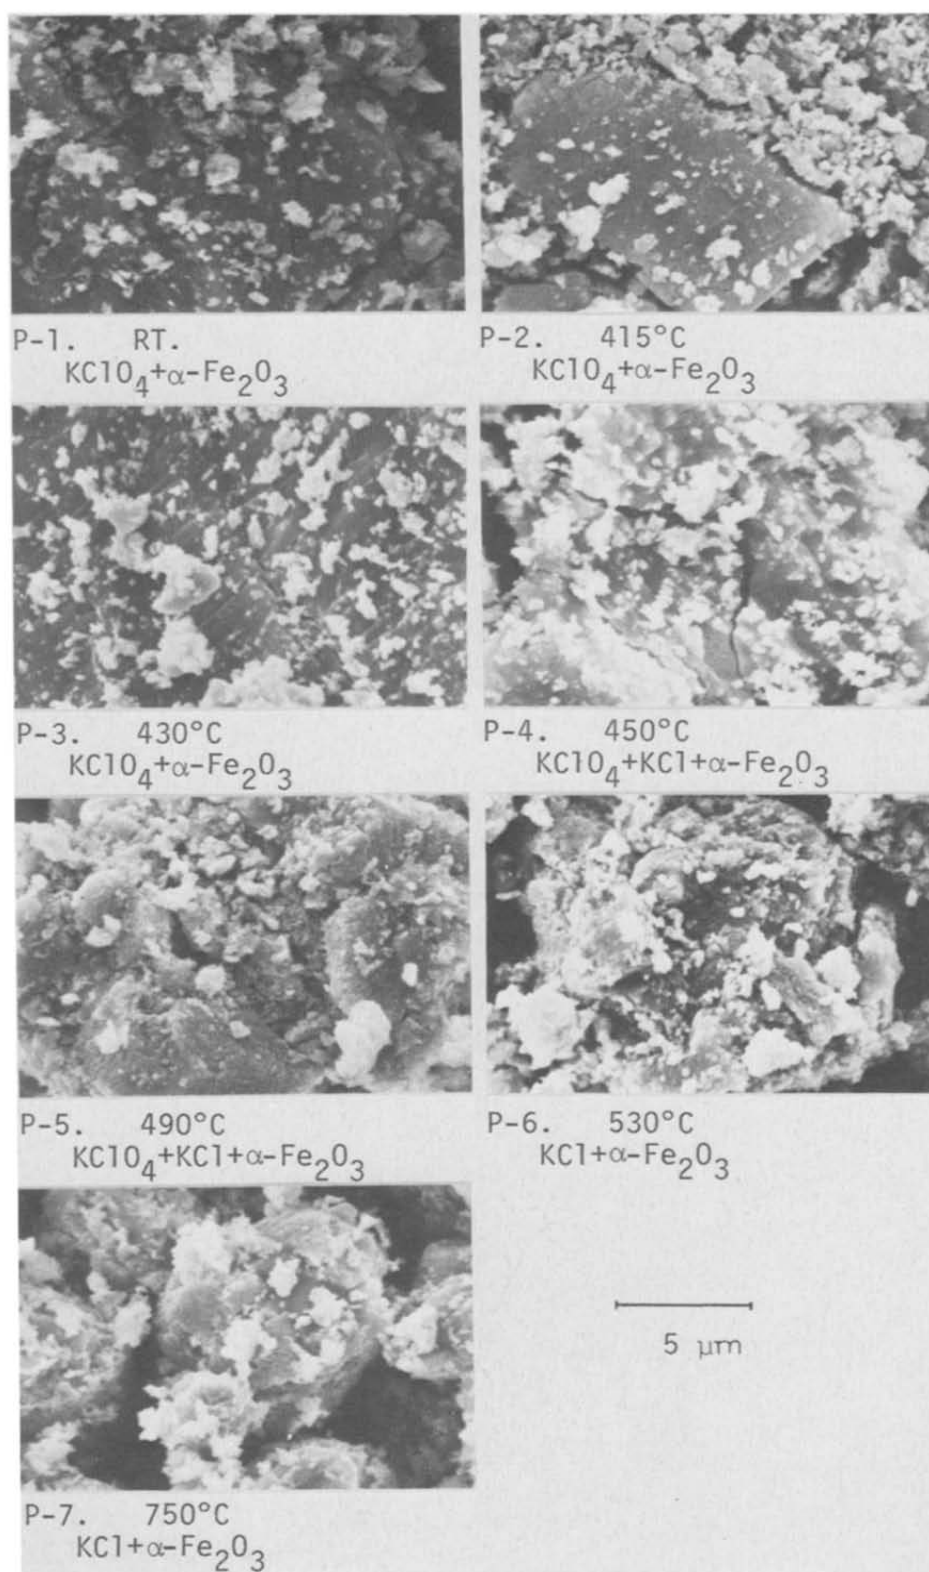 P-1. RT.
KClO₄+α-Fe₂O₃
P-2. 415°C
KClO₄+α-Fe₂O₃
P-3. 430°C
KClO₄+α-Fe₂O₃
P-4. 450°C
KClO₄+KCl+α-Fe₂O₃
P-5. 490°C
KClO₄+KCl+α-Fe₂O₃
P-6. 530°C
KCl+α-Fe₂O₃
5 μm
P-7. 750°C
KCl+α-Fe₂O₃